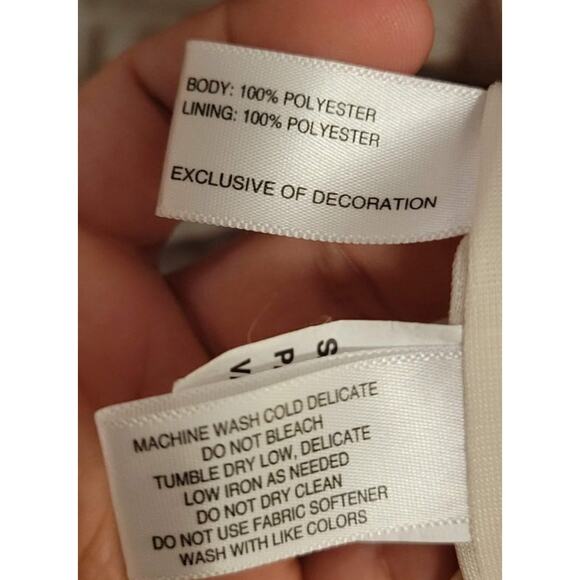 BODY: 100% POLYESTER
LINING: 100% POLYESTER
EXCLUSIVE OF DECORATION
S
P
V
MACHINE WASH COLD DELICATE
DO NOT BLEACH
TUMBLE DRY LOW, DELICATE
LOW IRON AS NEEDED
DO NOT DRY CLEAN
DO NOT USE FABRIC SOFTENER
WASH WITH LIKE COLORS